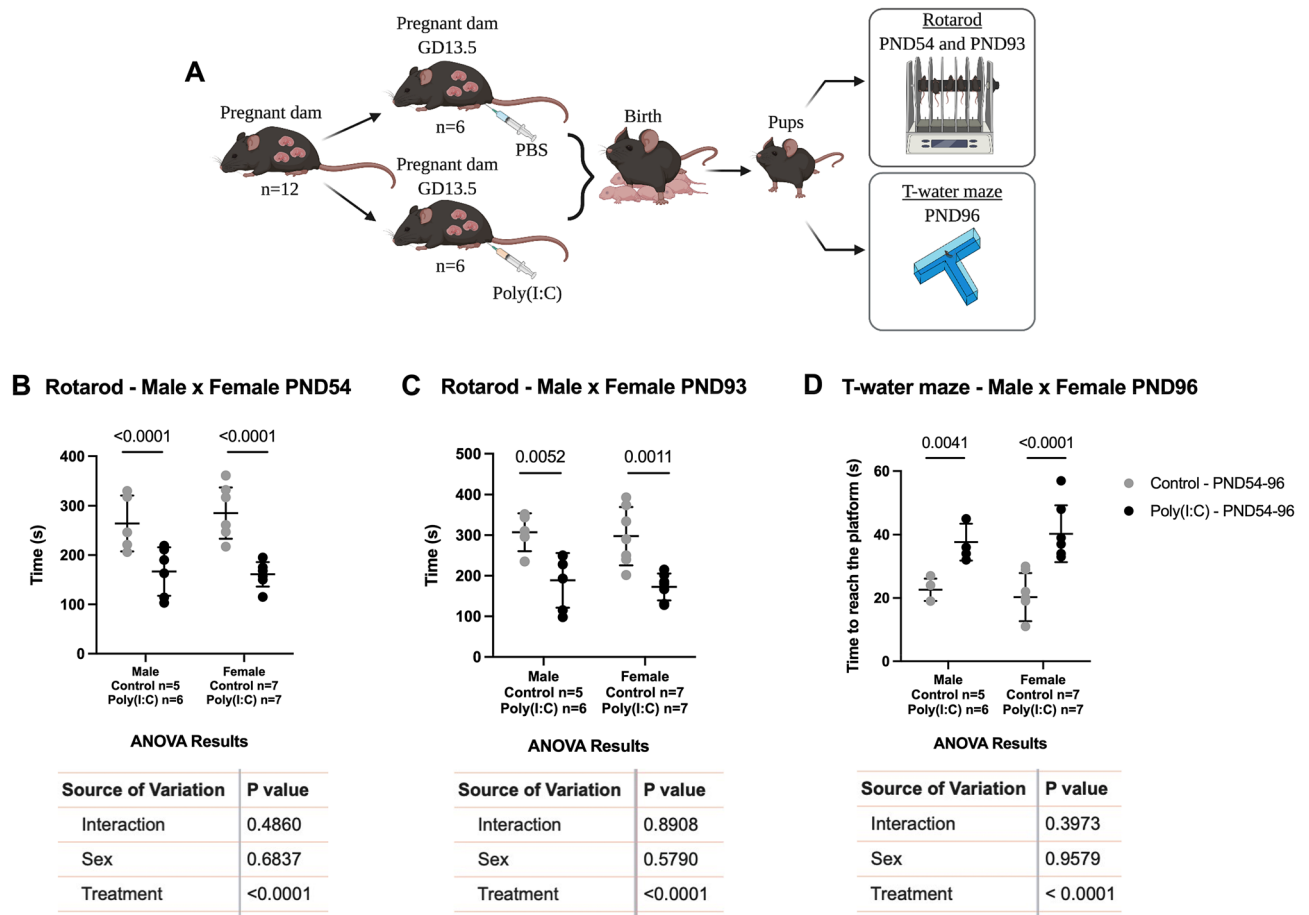 A
Pregnant dam
n=12
Pregnant dam
GD13.5
n=6
PBS
Pregnant dam
GD13.5
n=6
Poly(I:C)
Birth
Pups
Rotarod
PND54 and PND93
T-water maze
PND96
B Rotarod - Male x Female PND54
<0.0001 <0.0001
Time (s)
400
300
200
100
0
Male
Control n=5
Poly(I:C) n=6
Female
Control n=7
Poly(I:C) n=7
ANOVA Results
Source of Variation P value
Interaction 0.4860
Sex 0.6837
Treatment <0.0001
C Rotarod - Male x Female PND93
0.0052 0.0011
Time (s)
500
400
300
200
100
0
Male
Control n=5
Poly(I:C) n=6
Female
Control n=7
Poly(I:C) n=7
ANOVA Results
Source of Variation P value
Interaction 0.8908
Sex 0.5790
Treatment <0.0001
D T-water maze - Male x Female PND96
0.0041 <0.0001
Time to reach the platform (s)
60
40
20
0
Male
Control n=5
Poly(I:C) n=6
Female
Control n=7
Poly(I:C) n=7
Control - PND54-96
Poly(I:C) - PND54-96
ANOVA Results
Source of Variation P value
Interaction 0.3973
Sex 0.9579
Treatment < 0.0001